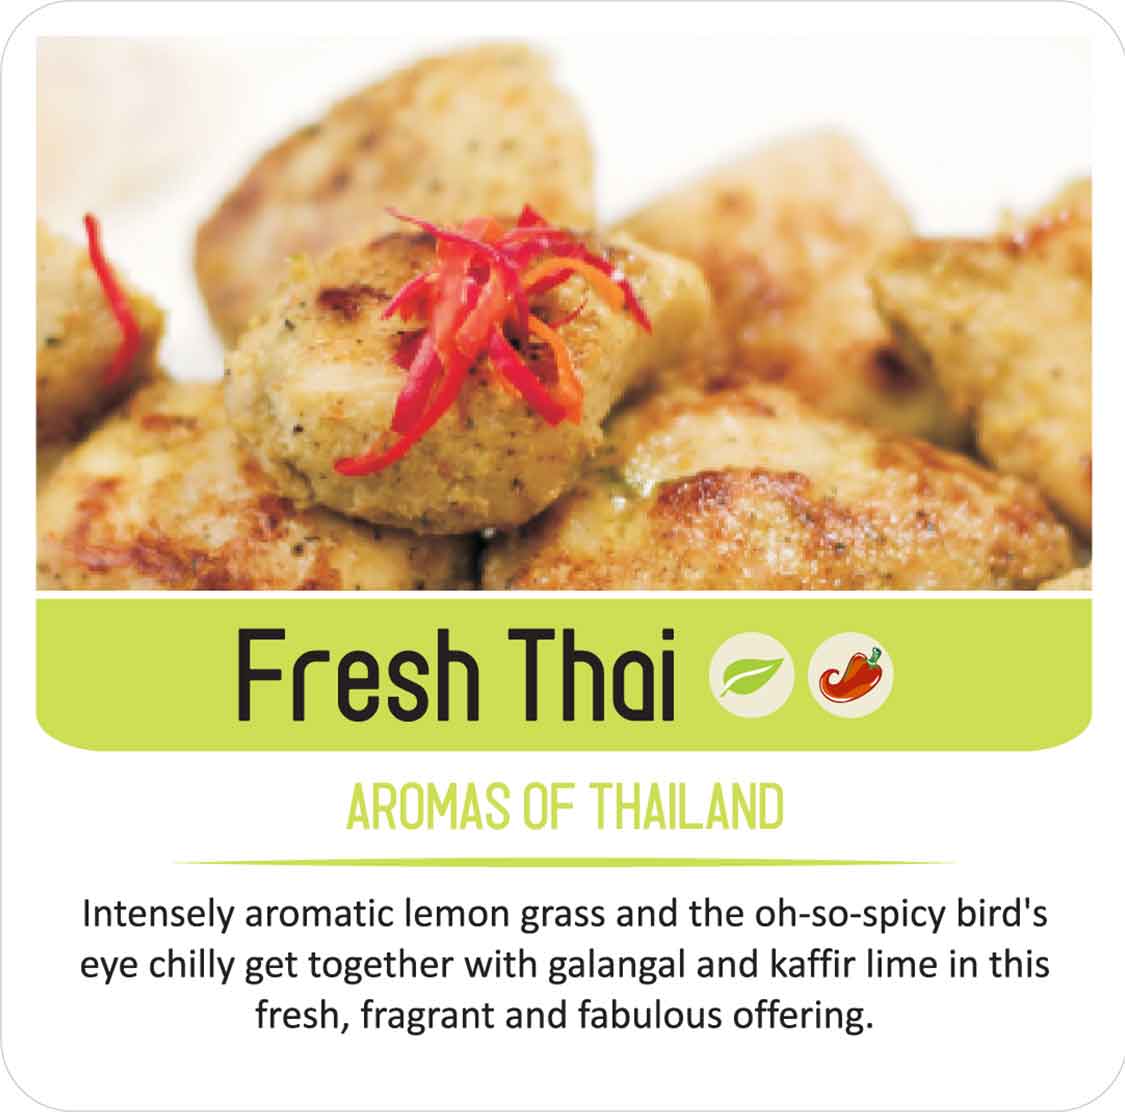 Fresh Thai
AROMAS OF THAILAND
Intensely aromatic lemon grass and the oh-so-spicy bird's
eye chilly get together with galangal and kaffir lime in this
fresh, fragrant and fabulous offering.